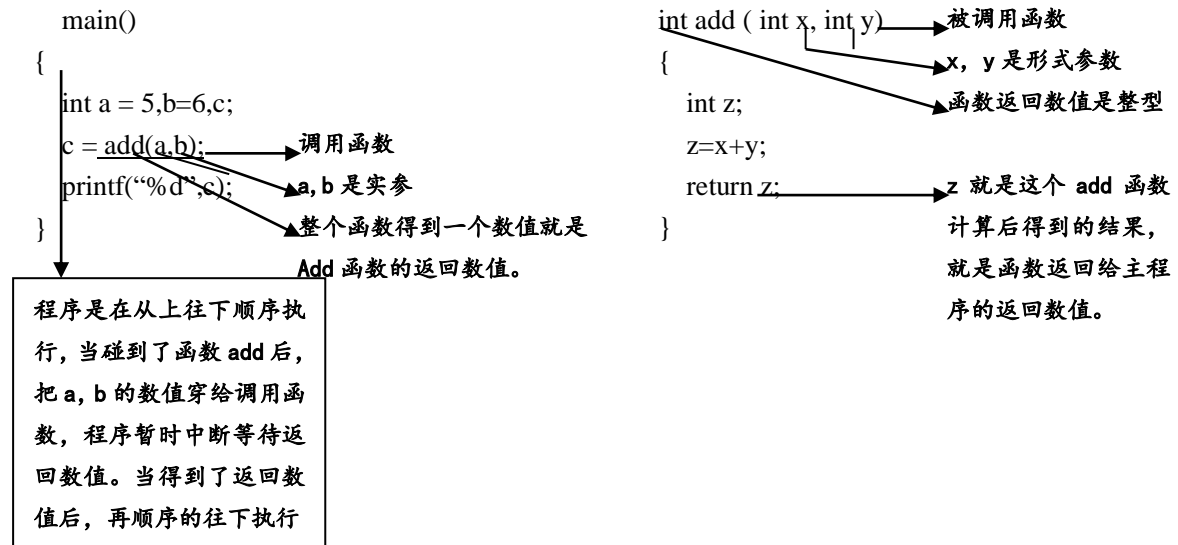 main()
{
int a = 5,b=6,c;
c = add(a,b);
printf(“%d”,c);
}
调用函数
a,b 是实参
整个函数得到一个数值就是
Add 函数的返回数值。
程序是在从上往下顺序执
行，当碰到了函数 add 后，
把 a, b 的数值穿给调用函
数，程序暂时中断等待返
回数值。当得到了返回数
值后，再顺序的往下执行
int add ( int x, int y)
{
int z;
z=x+y;
return z;
}
被调用函数
x，y 是形式参数
函数返回数值是整型
z 就是这个 add 函数
计算后得到的结果，
就是函数返回给主程
序的返回数值。